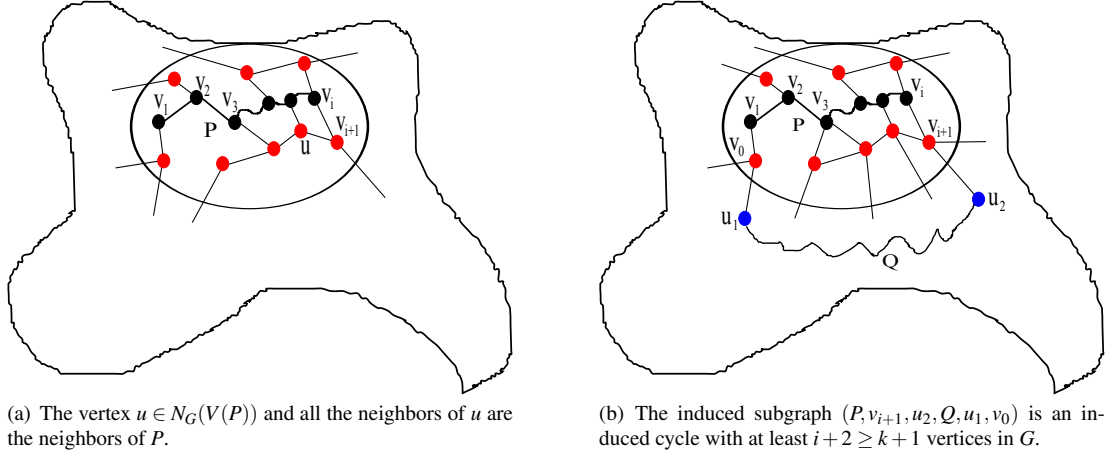 v₁ v₂ v₃ P vᵢ vᵢ₊₁ u
v₀ v₁ v₂ v₃ P vᵢ vᵢ₊₁ u₁ u₂ Q
(a) The vertex u ∈ N_G(V(P)) and all the neighbors of u are
the neighbors of P.
(b) The induced subgraph (P, vᵢ₊₁, u₂, Q, u₁, v₀) is an in-
duced cycle with at least i + 2 ≥ k + 1 vertices in G.